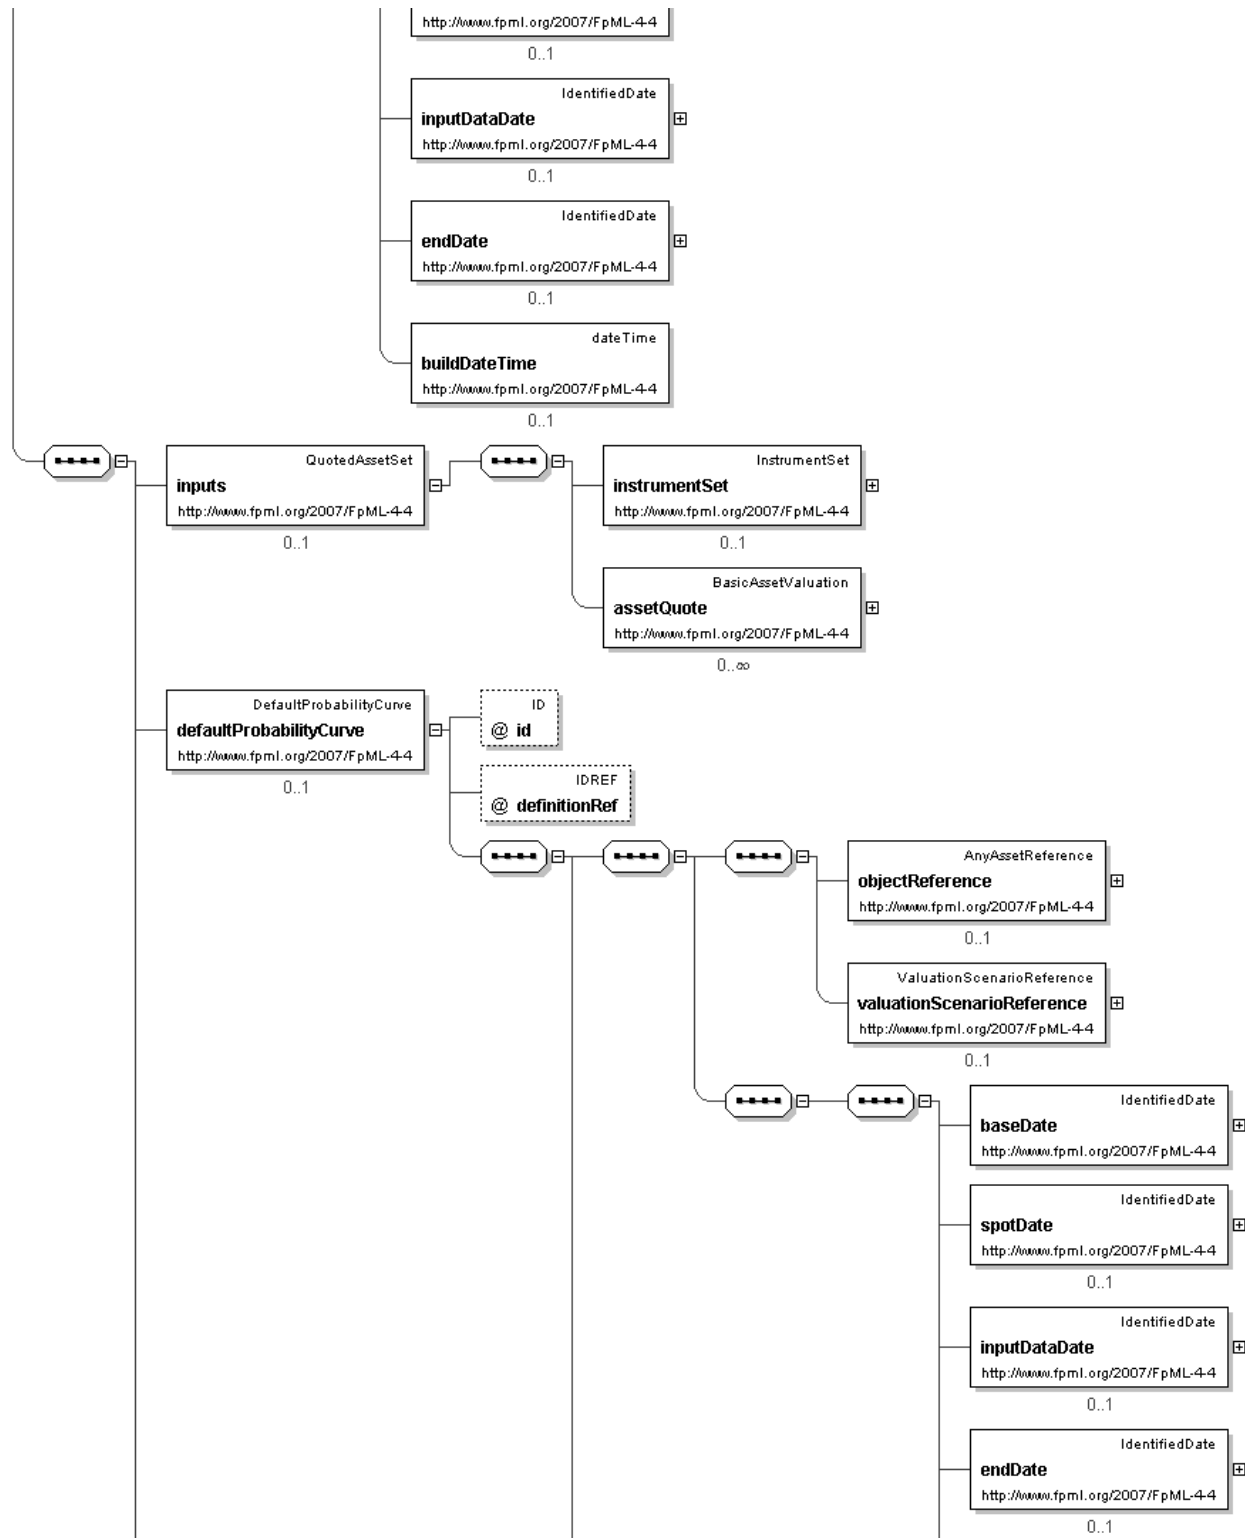 http://www.fpml.org/2007/FpML-4-4
0..1
IdentifiedDate
inputDataDate
http://www.fpml.org/2007/FpML-4-4
0..1
IdentifiedDate
endDate
http://www.fpml.org/2007/FpML-4-4
0..1
dateTime
buildDateTime
http://www.fpml.org/2007/FpML-4-4
0..1
QuotedAssetSet
inputs
http://www.fpml.org/2007/FpML-4-4
0..1
InstrumentSet
instrumentSet
http://www.fpml.org/2007/FpML-4-4
0..1
BasicAssetValuation
assetQuote
http://www.fpml.org/2007/FpML-4-4
0..∞
DefaultProbabilityCurve
defaultProbabilityCurve
http://www.fpml.org/2007/FpML-4-4
0..1
ID
@ id
IDREF
@ definitionRef
AnyAssetReference
objectReference
http://www.fpml.org/2007/FpML-4-4
0..1
ValuationScenarioReference
valuationScenarioReference
http://www.fpml.org/2007/FpML-4-4
0..1
IdentifiedDate
baseDate
http://www.fpml.org/2007/FpML-4-4
IdentifiedDate
spotDate
http://www.fpml.org/2007/FpML-4-4
0..1
IdentifiedDate
inputDataDate
http://www.fpml.org/2007/FpML-4-4
0..1
IdentifiedDate
endDate
http://www.fpml.org/2007/FpML-4-4
0..1